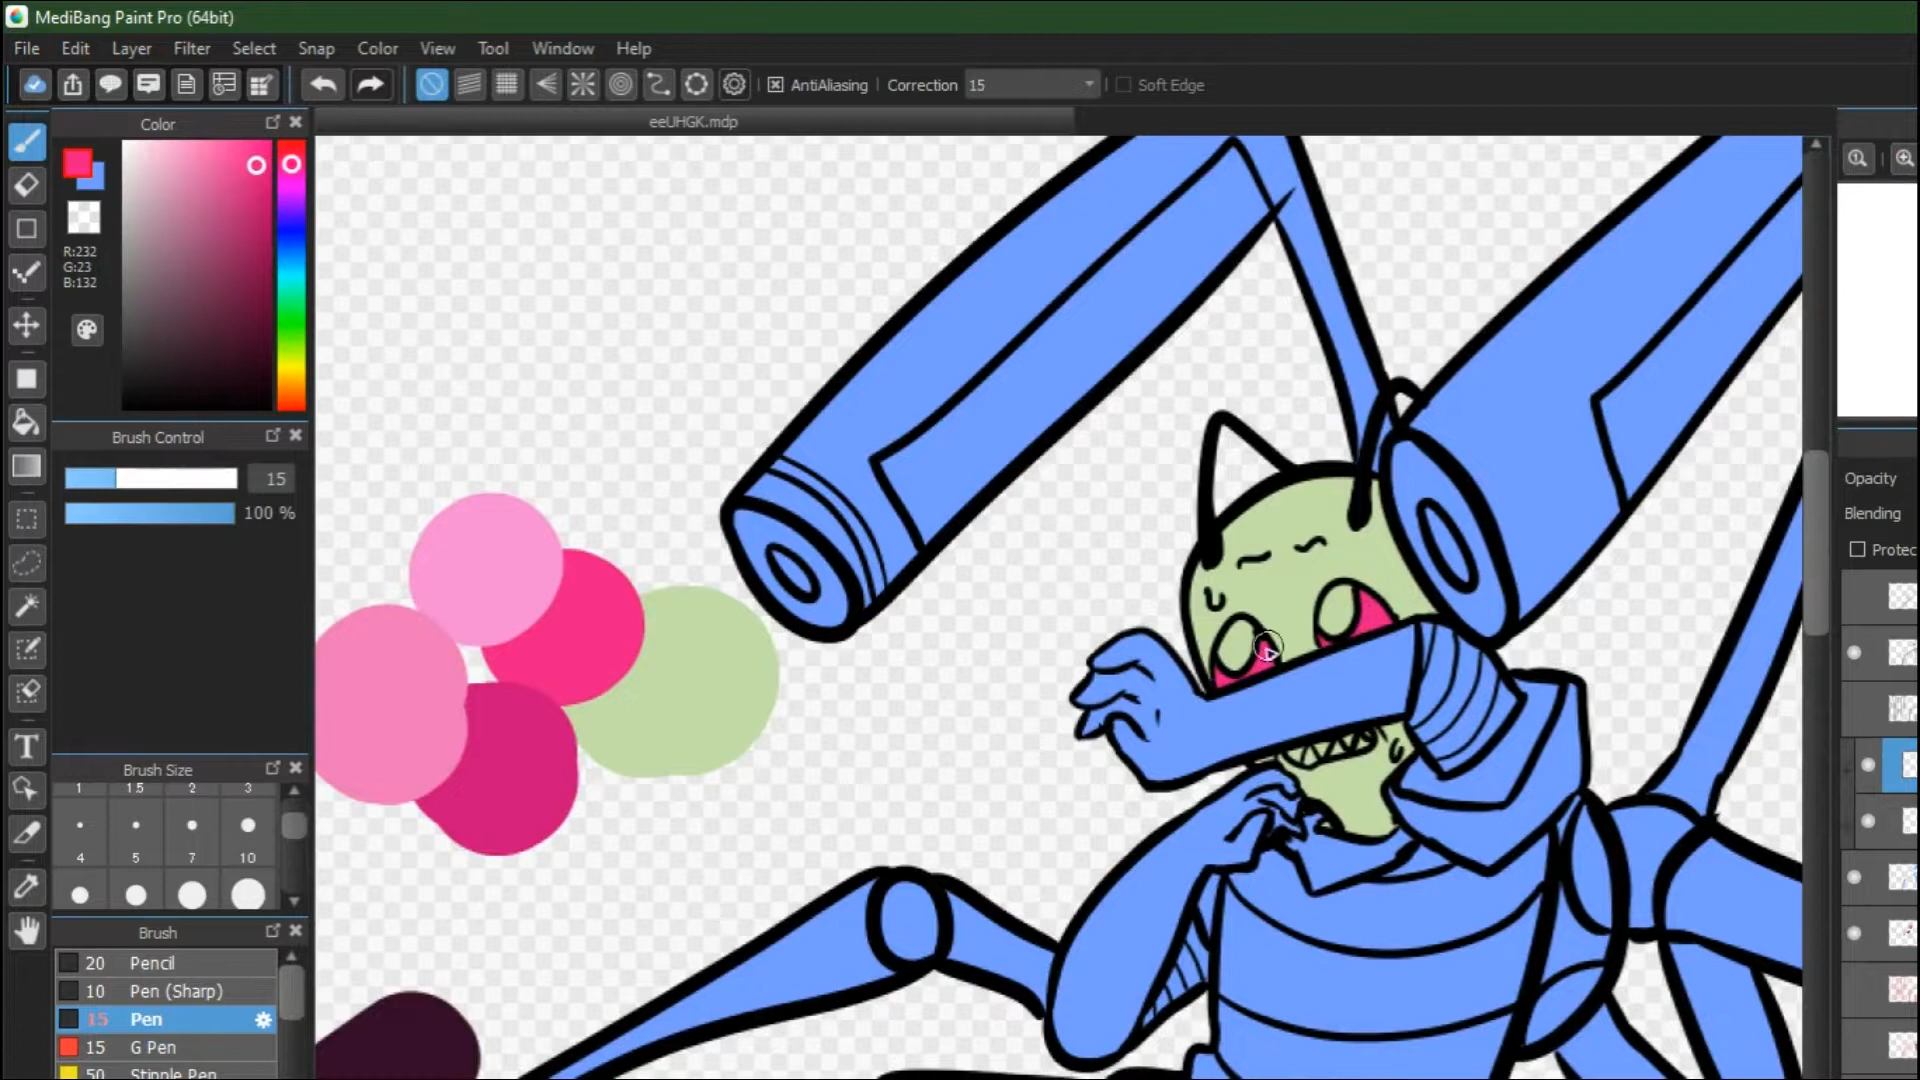 MediBang Paint Pro (64bit)
File Edit Layer Filter Select Snap Color View Tool Window Help
AntiAliasing Correction 15 Soft Edge
Color
eeUHGK.mdp
R:232
G:23
B:132
Brush Control
15
100 %
Opacity
Blending
Protec
Brush Size
1 1.5 2 3
4 5 7 10
Brush
20 Pencil
10 Pen (Sharp)
15 Pen
15 G Pen
50 Stipple Pen